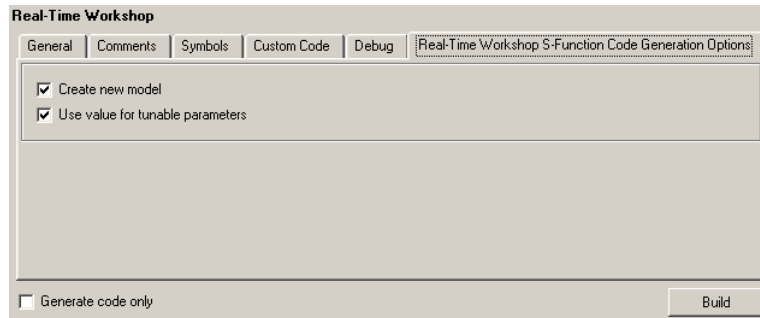 Real-Time Workshop
General Comments Symbols Custom Code Debug Real-Time Workshop S-Function Code Generation Options
Create new model
Use value for tunable parameters
Generate code only Build